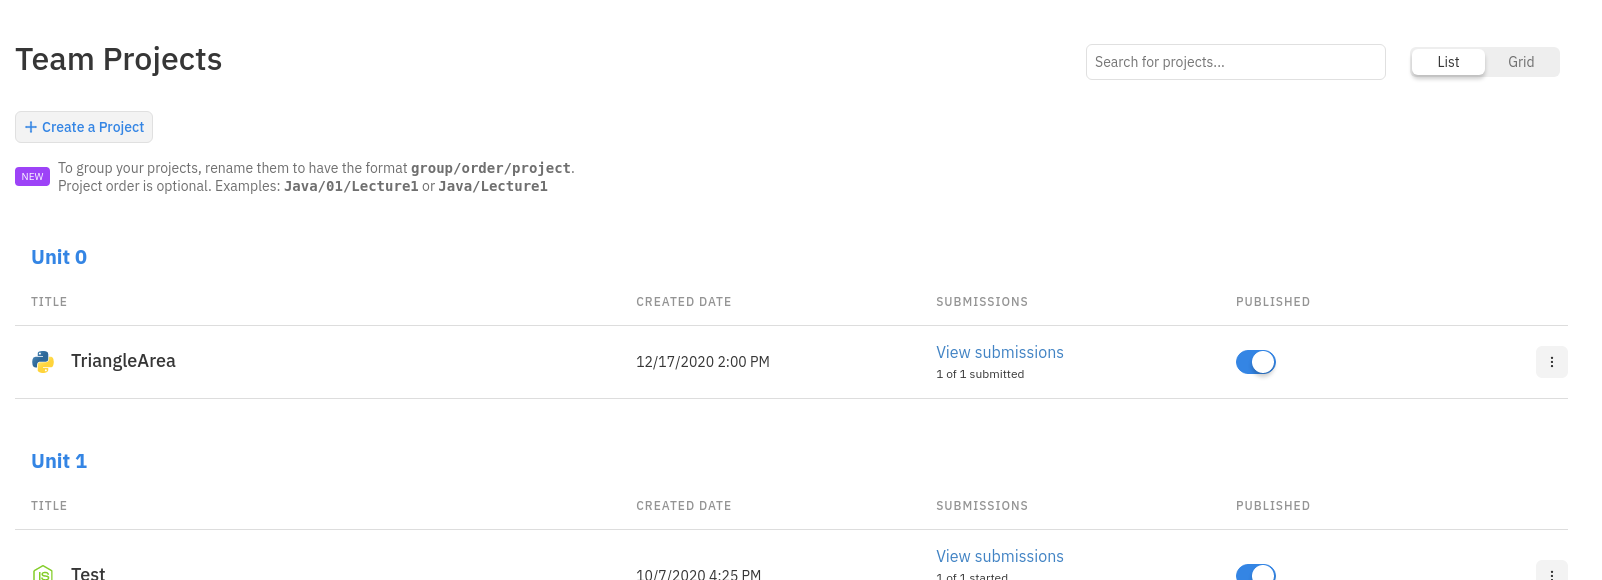 Team Projects
Search for projects...
List
Grid
+ Create a Project
NEW
To group your projects, rename them to have the format group/order/project.
Project order is optional. Examples: Java/01/Lecture1 or Java/Lecture1
Unit 0
TITLE CREATED DATE SUBMISSIONS PUBLISHED
TriangleArea 12/17/2020 2:00 PM View submissions
1 of 1 submitted
Unit 1
TITLE CREATED DATE SUBMISSIONS PUBLISHED
JS Test 10/7/2020 4:25 PM View submissions
1 of 1 started